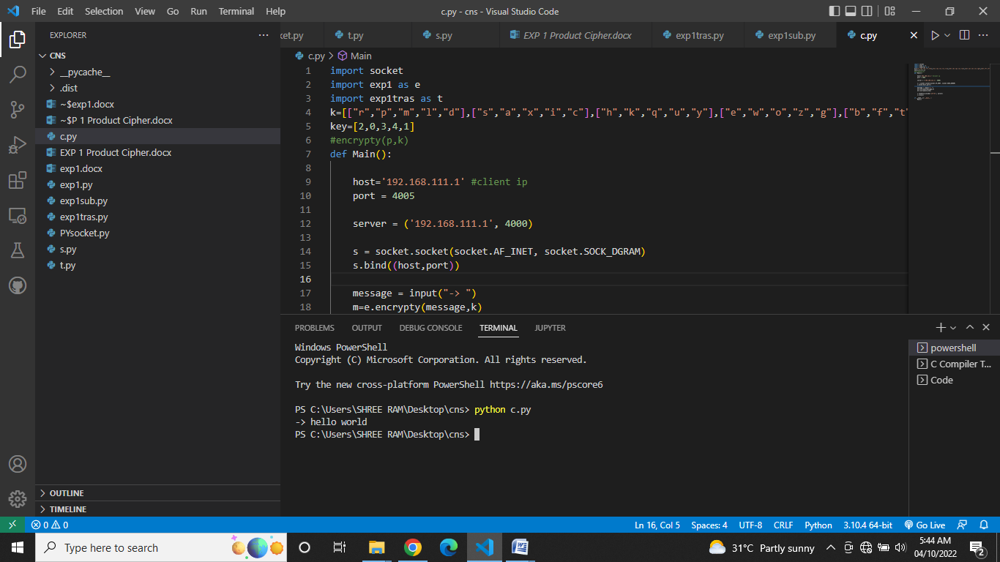 File Edit Selection View Go Run Terminal Help c.py - cns - Visual Studio Code
EXPLORER
CNS
__pycache__
.dist
~$exp1.docx
~$P 1 Product Cipher.docx
c.py
EXP 1 Product Cipher.docx
exp1.docx
exp1.py
exp1sub.py
exp1tras.py
PYsocket.py
s.py
t.py
OUTLINE
TIMELINE
ket.py t.py s.py EXP 1 Product Cipher.docx exp1tras.py exp1sub.py c.py
c.py > Main
1 import socket
2 import exp1 as e
3 import exp1tras as t
4 k=[["r","p","m","l","d"],["s","a","x","i","c"],["h","k","q","u","y"],["e","w","o","z","g"],["b","f","t"
5 key=[2,0,3,4,1]
6 #encrypty(p,k)
7 def Main():
8
9 host='192.168.111.1' #client ip
10 port = 4005
11
12 server = ('192.168.111.1', 4000)
13
14 s = socket.socket(socket.AF_INET, socket.SOCK_DGRAM)
15 s.bind((host,port))
16
17 message = input("-> ")
18 m=e.encrypty(message,k)
PROBLEMS OUTPUT DEBUG CONSOLE TERMINAL JUPYTER
Windows PowerShell
Copyright (C) Microsoft Corporation. All rights reserved.
Try the new cross-platform PowerShell https://aka.ms/pscore6
PS C:\Users\SHREE RAM\Desktop\cns> python c.py
-> hello world
PS C:\Users\SHREE RAM\Desktop\cns>
powershell
C Compiler T...
Code
0 0 Ln 16, Col 5 Spaces: 4 UTF-8 CRLF Python 3.10.4 64-bit Go Live
Type here to search 31°C Partly sunny 5:44 AM
04/10/2022
2